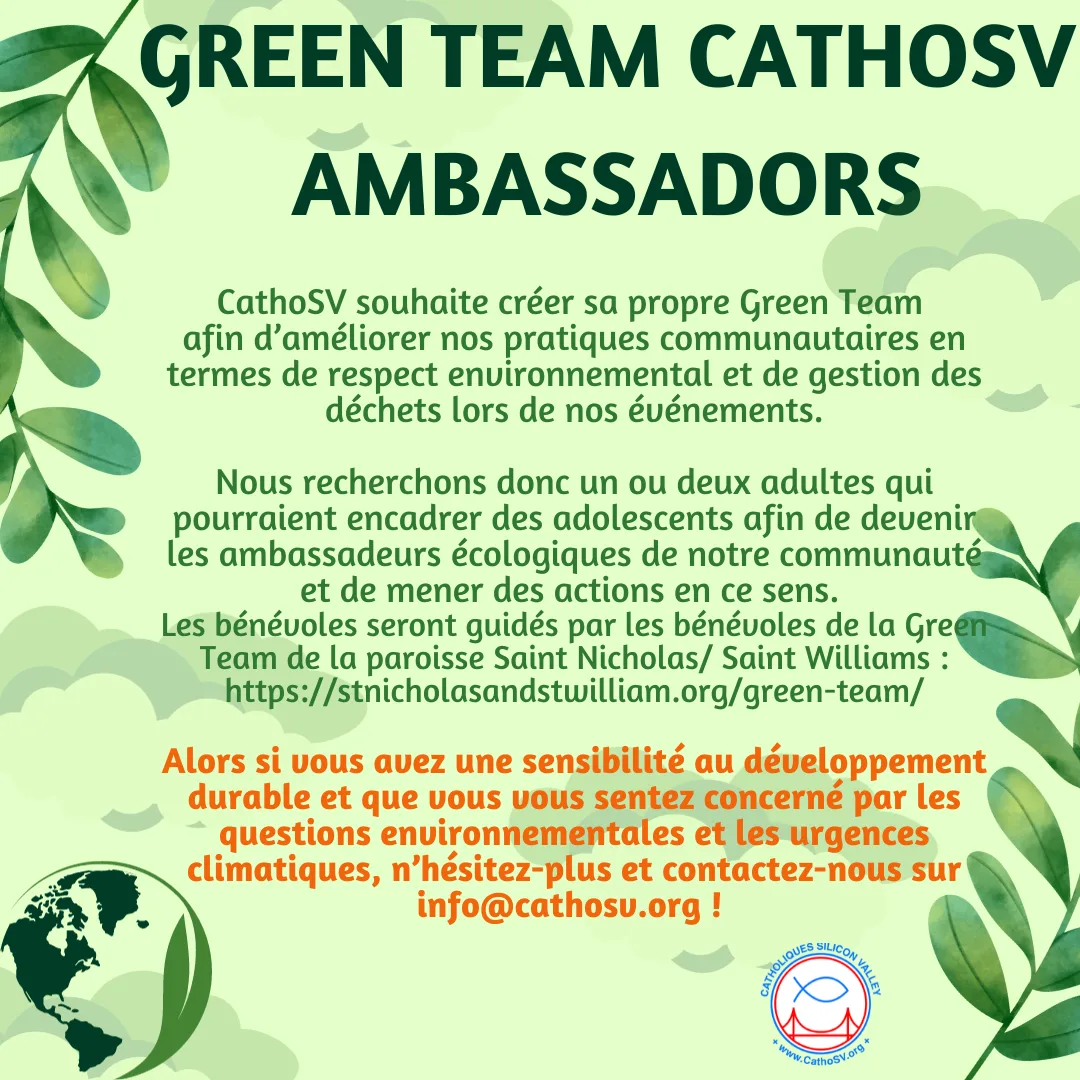 GREEN TEAM CATHOSV
AMBASSADORS
CathoSV souhaite créer sa propre Green Team
afin d’améliorer nos pratiques communautaires en
termes de respect environnemental et de gestion des
déchets lors de nos événements.
Nous recherchons donc un ou deux adultes qui
pourraient encadrer des adolescents afin de devenir
les ambassadeurs écologiques de notre communauté
et de mener des actions en ce sens.
Les bénévoles seront guidés par les bénévoles de la Green
Team de la paroisse Saint Nicholas/ Saint Williams :
https://stnicholasandstwilliam.org/green-team/
Alors si vous avez une sensibilité au développement
durable et que vous vous sentez concerné par les
questions environnementales et les urgences
climatiques, n’hésitez-plus et contactez-nous sur
info@cathosv.org !
CATHOLIQUES SILICON VALLEY
+ www.CathoSV.org +